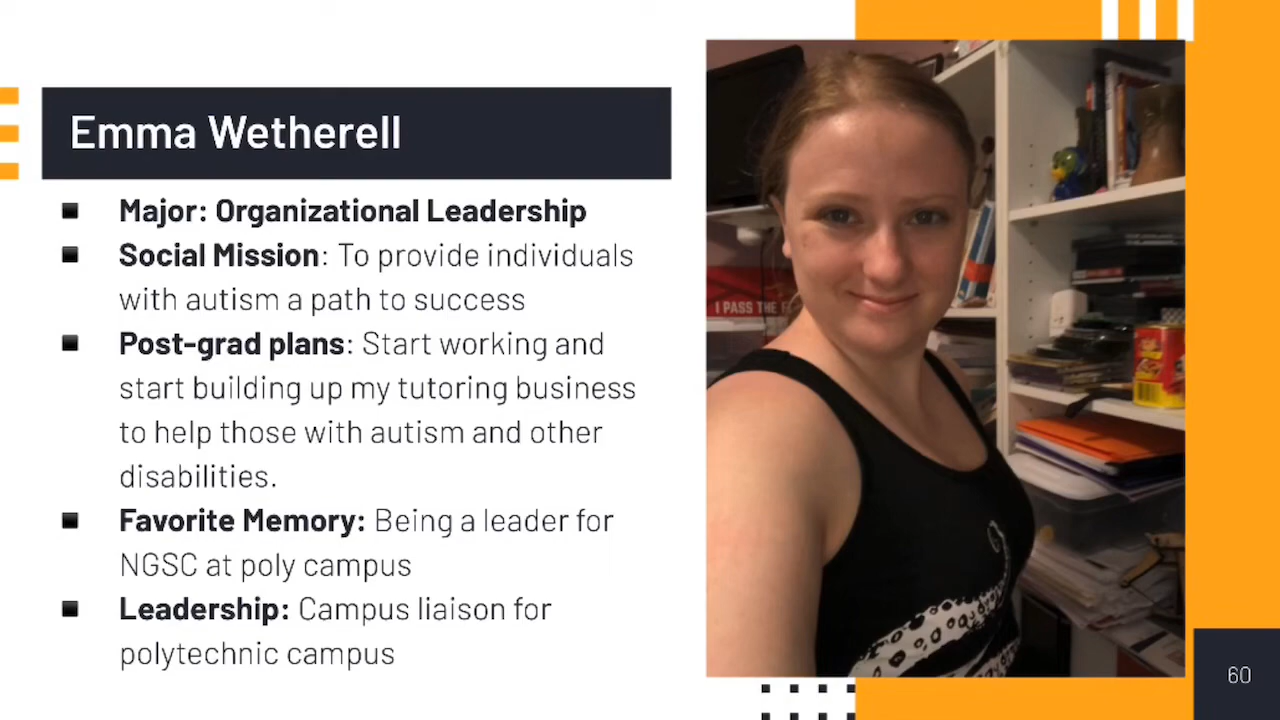 Emma Wetherell
Major: Organizational Leadership
Social Mission: To provide individuals
with autism a path to success
Post-grad plans: Start working and
start building up my tutoring business
to help those with autism and other
disabilities.
Favorite Memory: Being a leader for
NGSC at poly campus
Leadership: Campus liaison for
polytechnic campus
I PASS THE
60